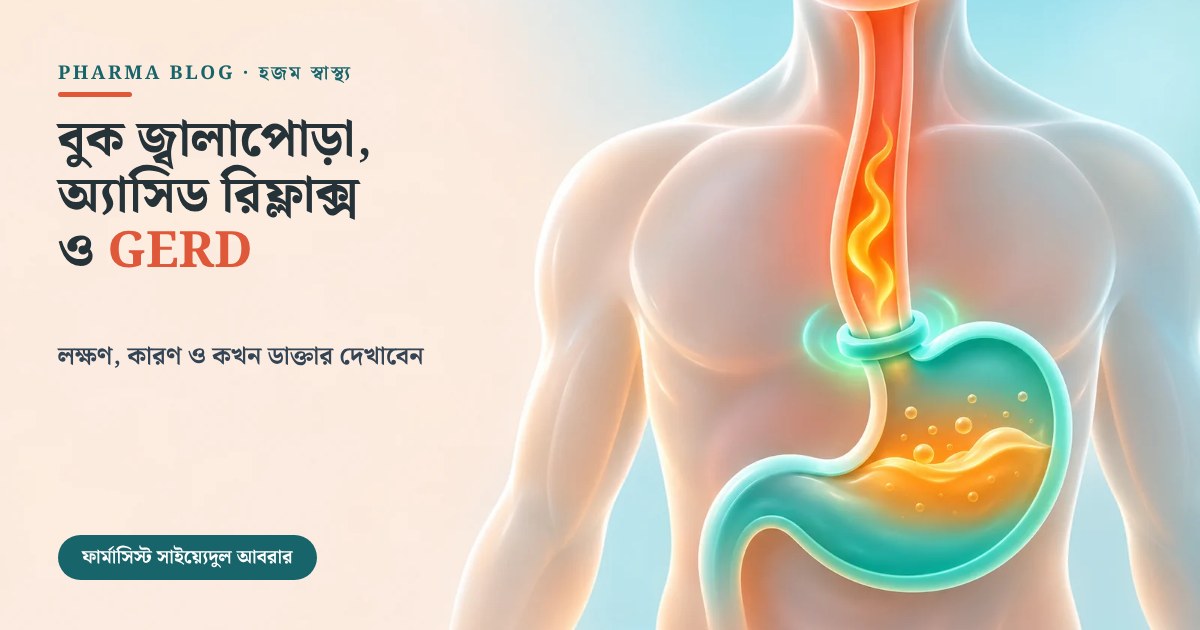 PHARMA BLOG · হজম স্বাস্থ্য
বুক জ্বালাপোড়া,
অ্যাসিড রিফ্লাক্স
ও GERD
লক্ষণ, কারণ ও কখন ডাক্তার দেখাবেন
ফার্মাসিস্ট সাইয়্যেদুল আবরার